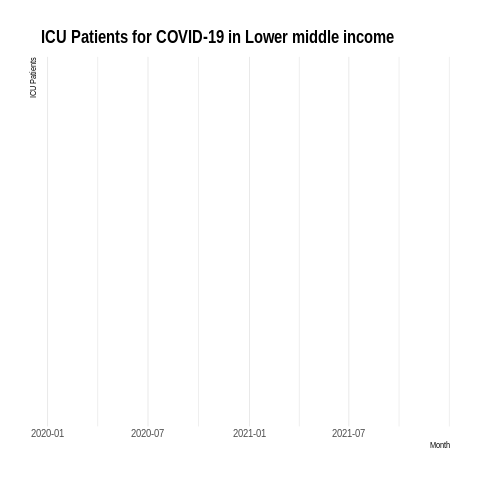 ICU Patients for COVID-19 in Lower middle income
ICU Patients
2020-01
2020-07
2021-01
2021-07
Month